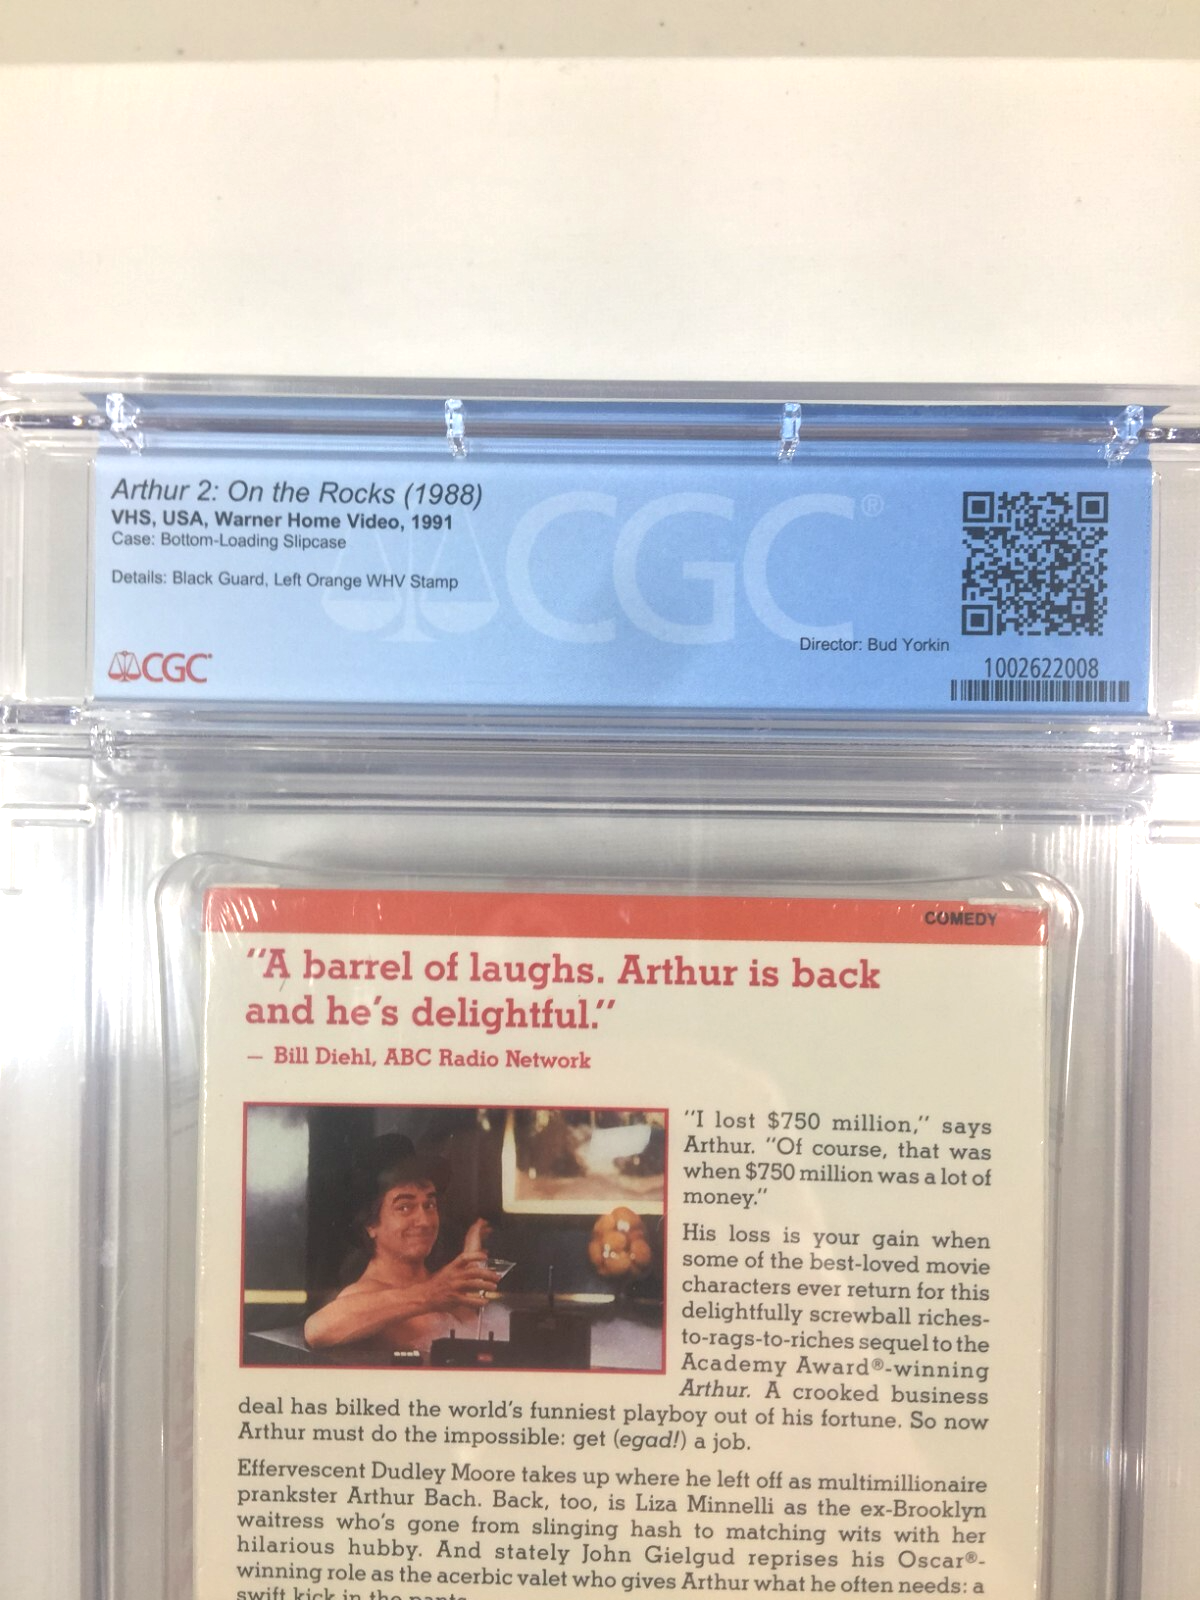 Arthur 2: On the Rocks (1988)
VHS, USA, Warner Home Video, 1991
Case: Bottom-Loading Slipcase
Details: Black Guard, Left Orange WHV Stamp
CGC®
Director: Bud Yorkin
CGC
1002622008
COMEDY
"A barrel of laughs. Arthur is back
and he's delightful."
— Bill Diehl, ABC Radio Network
"I lost $750 million," says
Arthur. "Of course, that was
when $750 million was a lot of
money."
His loss is your gain when
some of the best-loved movie
characters ever return for this
delightfully screwball riches-
to-rags-to-riches sequel to the
Academy Award®-winning
Arthur. A crooked business
deal has bilked the world's funniest playboy out of his fortune. So now
Arthur must do the impossible: get (egad!) a job.
Effervescent Dudley Moore takes up where he left off as multimillionaire
prankster Arthur Bach. Back, too, is Liza Minnelli as the ex-Brooklyn
waitress who's gone from slinging hash to matching wits with her
hilarious hubby. And stately John Gielgud reprises his Oscar®-
winning role as the acerbic valet who gives Arthur what he often needs: a
swift kick in the pants.